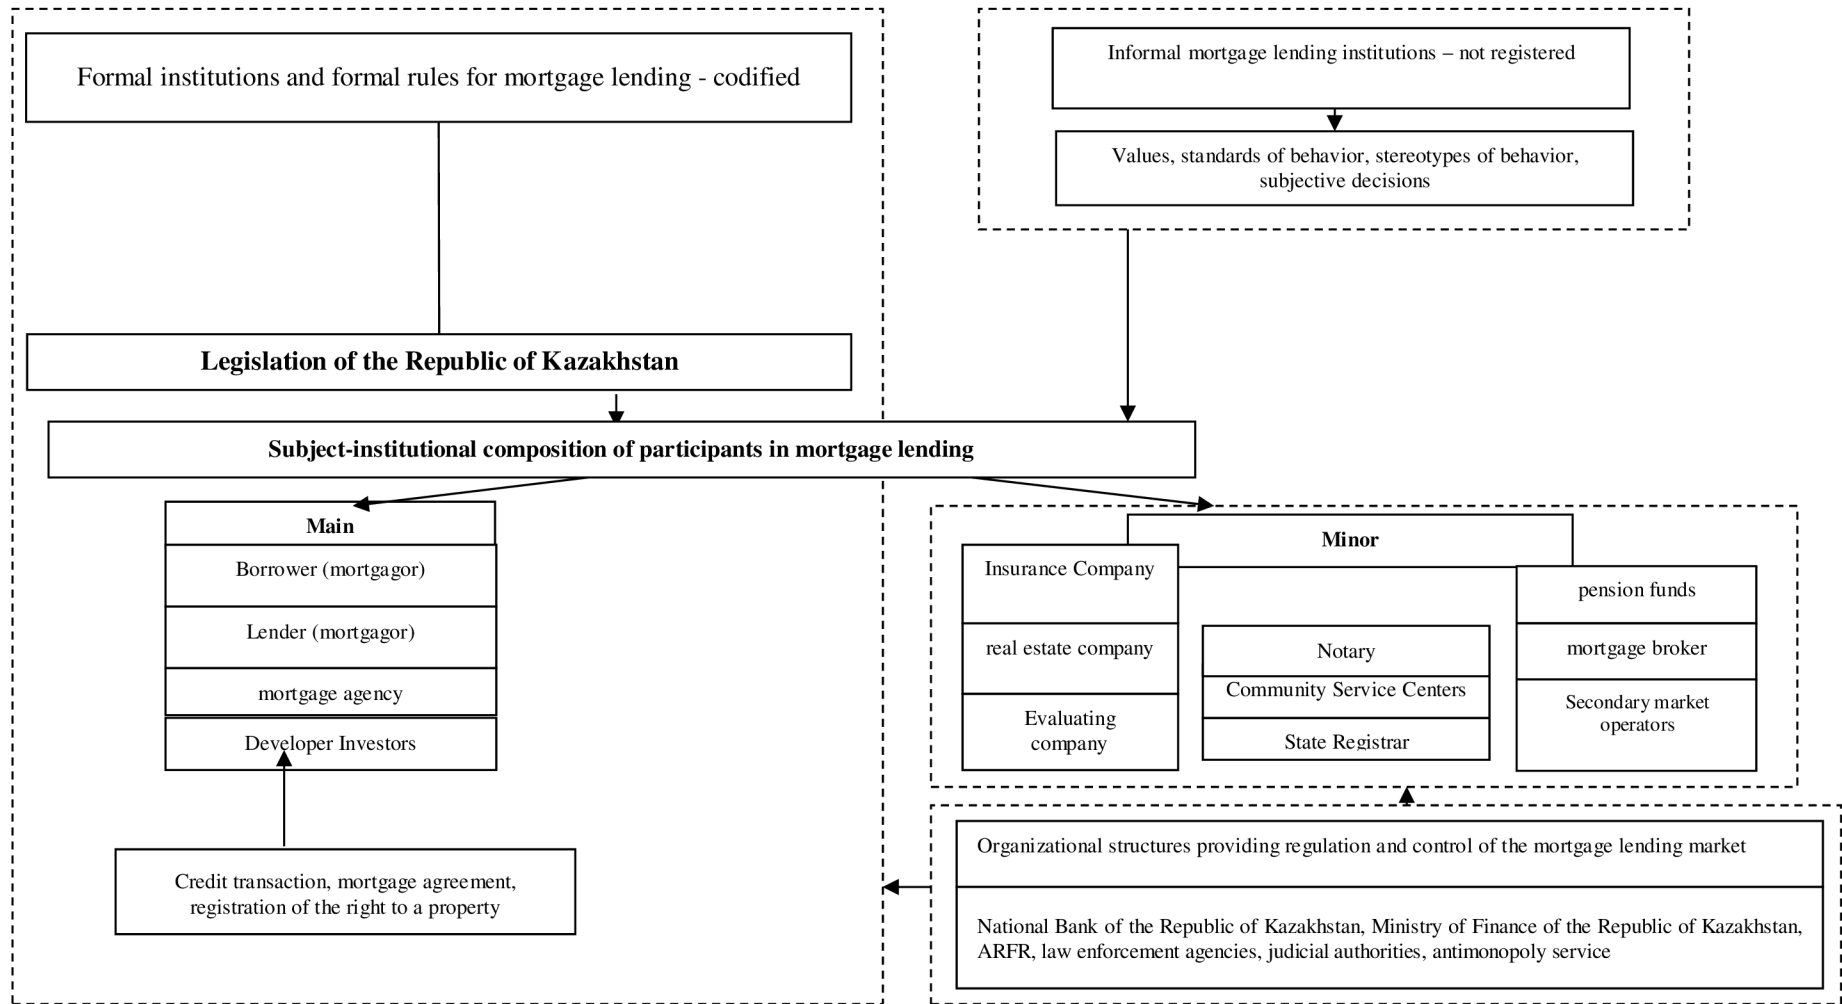 Formal institutions and formal rules for mortgage lending - codified
Informal mortgage lending institutions – not registered
Values, standards of behavior, stereotypes of behavior,
subjective decisions
Legislation of the Republic of Kazakhstan
Subject-institutional composition of participants in mortgage lending
Main
Borrower (mortgagor)
Lender (mortgagor)
mortgage agency
Developer Investors
Credit transaction, mortgage agreement,
registration of the right to a property
Minor
Insurance Company
real estate company
Evaluating
company
Notary
Community Service Centers
State Registrar
pension funds
mortgage broker
Secondary market
operators
Organizational structures providing regulation and control of the mortgage lending market
National Bank of the Republic of Kazakhstan, Ministry of Finance of the Republic of Kazakhstan,
ARFR, law enforcement agencies, judicial authorities, antimonopoly service